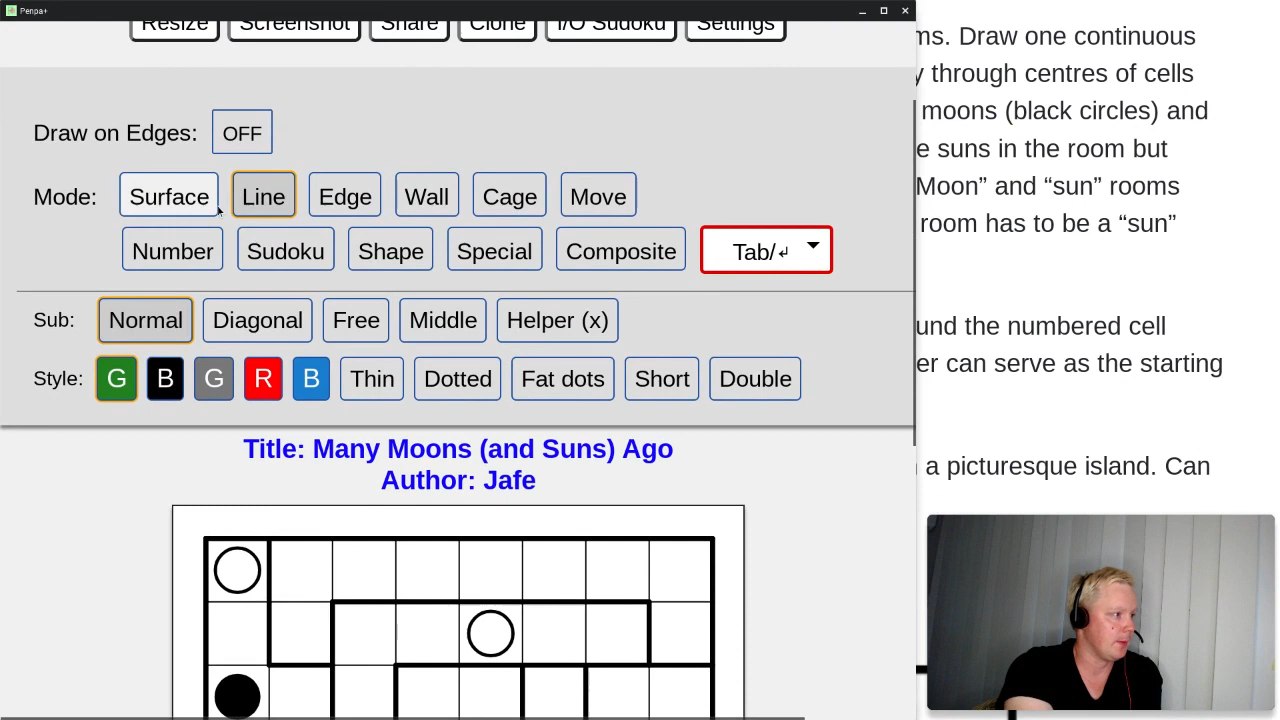 Penpa+
Resize Screenshot Share Clone I/O Sudoku Settings
Draw on Edges: OFF
Mode: Surface Line Edge Wall Cage Move
Number Sudoku Shape Special Composite Tab/↵
Sub: Normal Diagonal Free Middle Helper (x)
Style: G B G R B Thin Dotted Fat dots Short Double
Title: Many Moons (and Suns) Ago
Author: Jafe
ms. Draw one continuous
y through centres of cells
moons (black circles) and
e suns in the room but
Moon” and “sun” rooms
room has to be a “sun”
und the numbered cell
er can serve as the starting
a picturesque island. Can